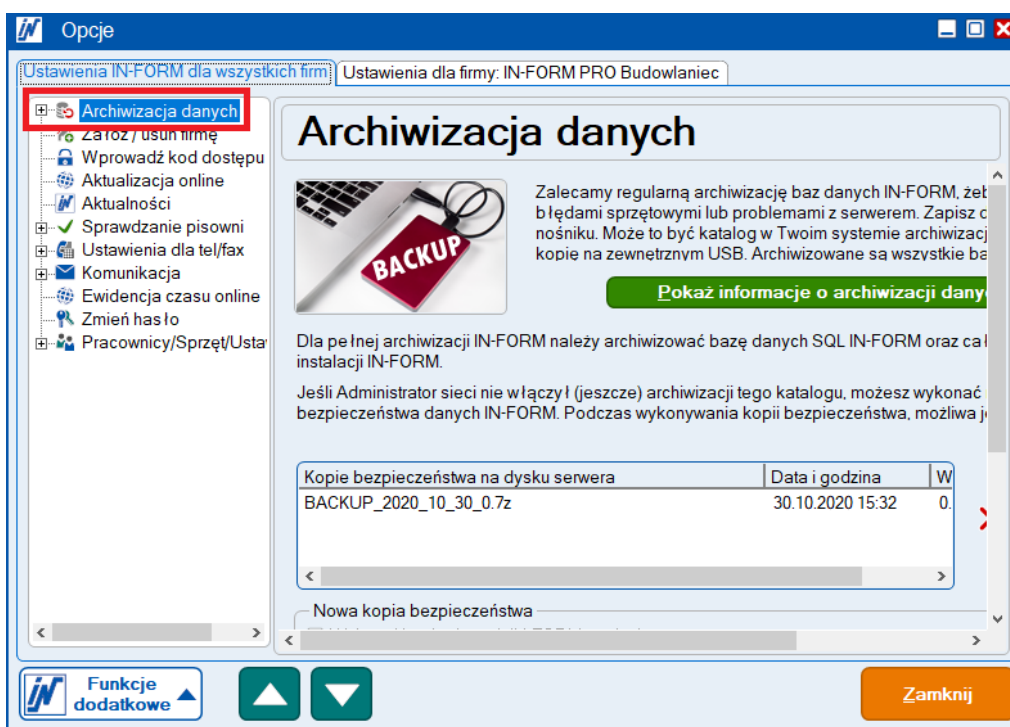 Opcje
Ustawienia IN-FORM dla wszystkich firm
Ustawienia dla firmy: IN-FORM PRO Budowlaniec
Archiwizacja danych
Załóż / usuń firmę
Wprowadź kod dostępu
Aktualizacja online
Aktualności
Sprawdzanie pisowni
Ustawienia dla tel/fax
Komunikacja
Ewidencja czasu online
Zmień hasło
Pracownicy/Sprzęt/Usta
Archiwizacja danych
BACKUP
Zalecamy regularną archiwizację baz danych IN-FORM, żeb
błędami sprzętowymi lub problemami z serwerem. Zapisz
nośniku. Może to być katalog w Twoim systemie archiwizacj
kopię na zewnętrznym USB. Archiwizowane są wszystkie ba
Pokaż informacje o archiwizacji dany
Dla pełnej archiwizacji IN-FORM należy archiwizować bazę danych SQL IN-FORM oraz cał
instalacji IN-FORM.
Jeśli Administrator sieci nie włączył (jeszcze) archiwizacji tego katalogu, możesz wykonać
bezpieczeństwa danych IN-FORM. Podczas wykonywania kopii bezpieczeństwa, możliwa j
Kopie bezpieczeństwa na dysku serwera Data i godzina W
BACKUP_2020_10_30_0.7z 30.10.2020 15:32 0.
Nowa kopia bezpieczeństwa
Funkcje
dodatkowe
Zamknij